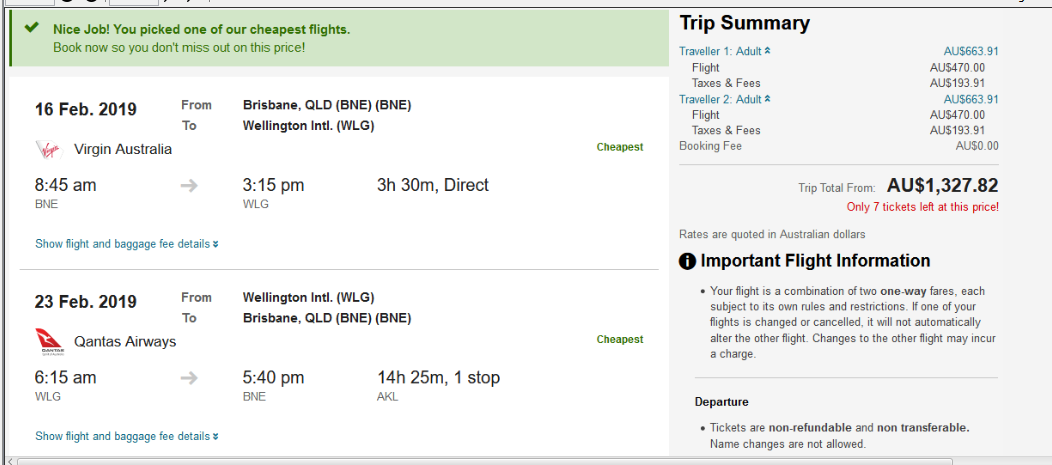 Nice Job! You picked one of our cheapest flights.
Book now so you don't miss out on this price!
16 Feb. 2019
From Brisbane, QLD (BNE) (BNE)
To Wellington Intl. (WLG)
Virgin Australia
Cheapest
8:45 am 3:15 pm 3h 30m, Direct
BNE WLG
Show flight and baggage fee details
23 Feb. 2019
From Wellington Intl. (WLG)
To Brisbane, QLD (BNE) (BNE)
Qantas Airways
Cheapest
6:15 am 5:40 pm 14h 25m, 1 stop
WLG BNE AKL
Show flight and baggage fee details
Trip Summary
Traveller 1: Adult AU$663.91
Flight AU$470.00
Taxes & Fees AU$193.91
Traveller 2: Adult AU$663.91
Flight AU$470.00
Taxes & Fees AU$193.91
Booking Fee AU$0.00
Trip Total From: AU$1,327.82
Only 7 tickets left at this price!
Rates are quoted in Australian dollars
Important Flight Information
• Your flight is a combination of two one-way fares, each
subject to its own rules and restrictions. If one of your
flights is changed or cancelled, it will not automatically
alter the other flight. Changes to the other flight may incur
a charge.
Departure
• Tickets are non-refundable and non transferable.
Name changes are not allowed.